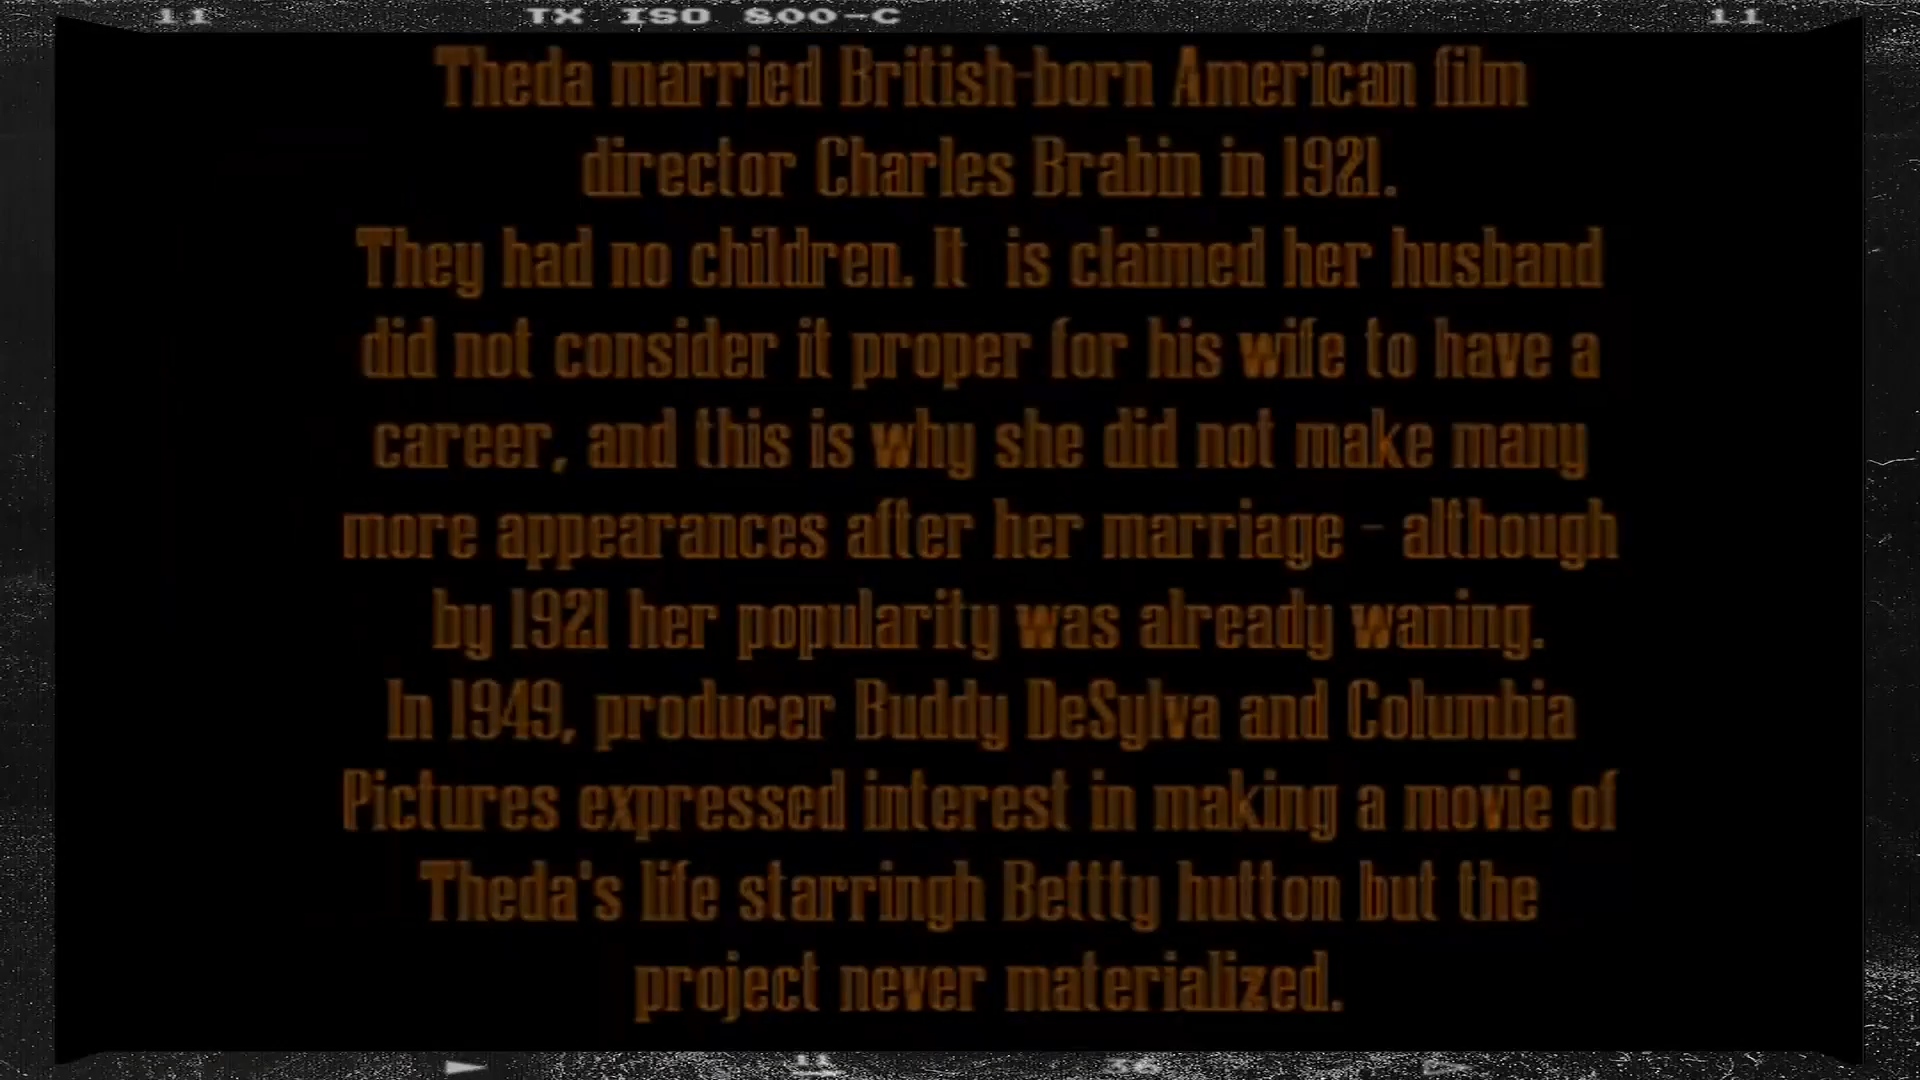 11 TX ISO 800-C 11
Theda married British-born American film
director Charles Brabin in 1921.
They had no children. It is claimed her husband
did not consider it proper for his wife to have a
career, and this is why she did not make many
more appearances after her marriage - although
by 1921 her popularity was already waning.
In 1949, producer Buddy DeSylva and Columbia
Pictures expressed interest in making a movie of
Theda's life starringh Bettty hutton but the
project never materialized.
11